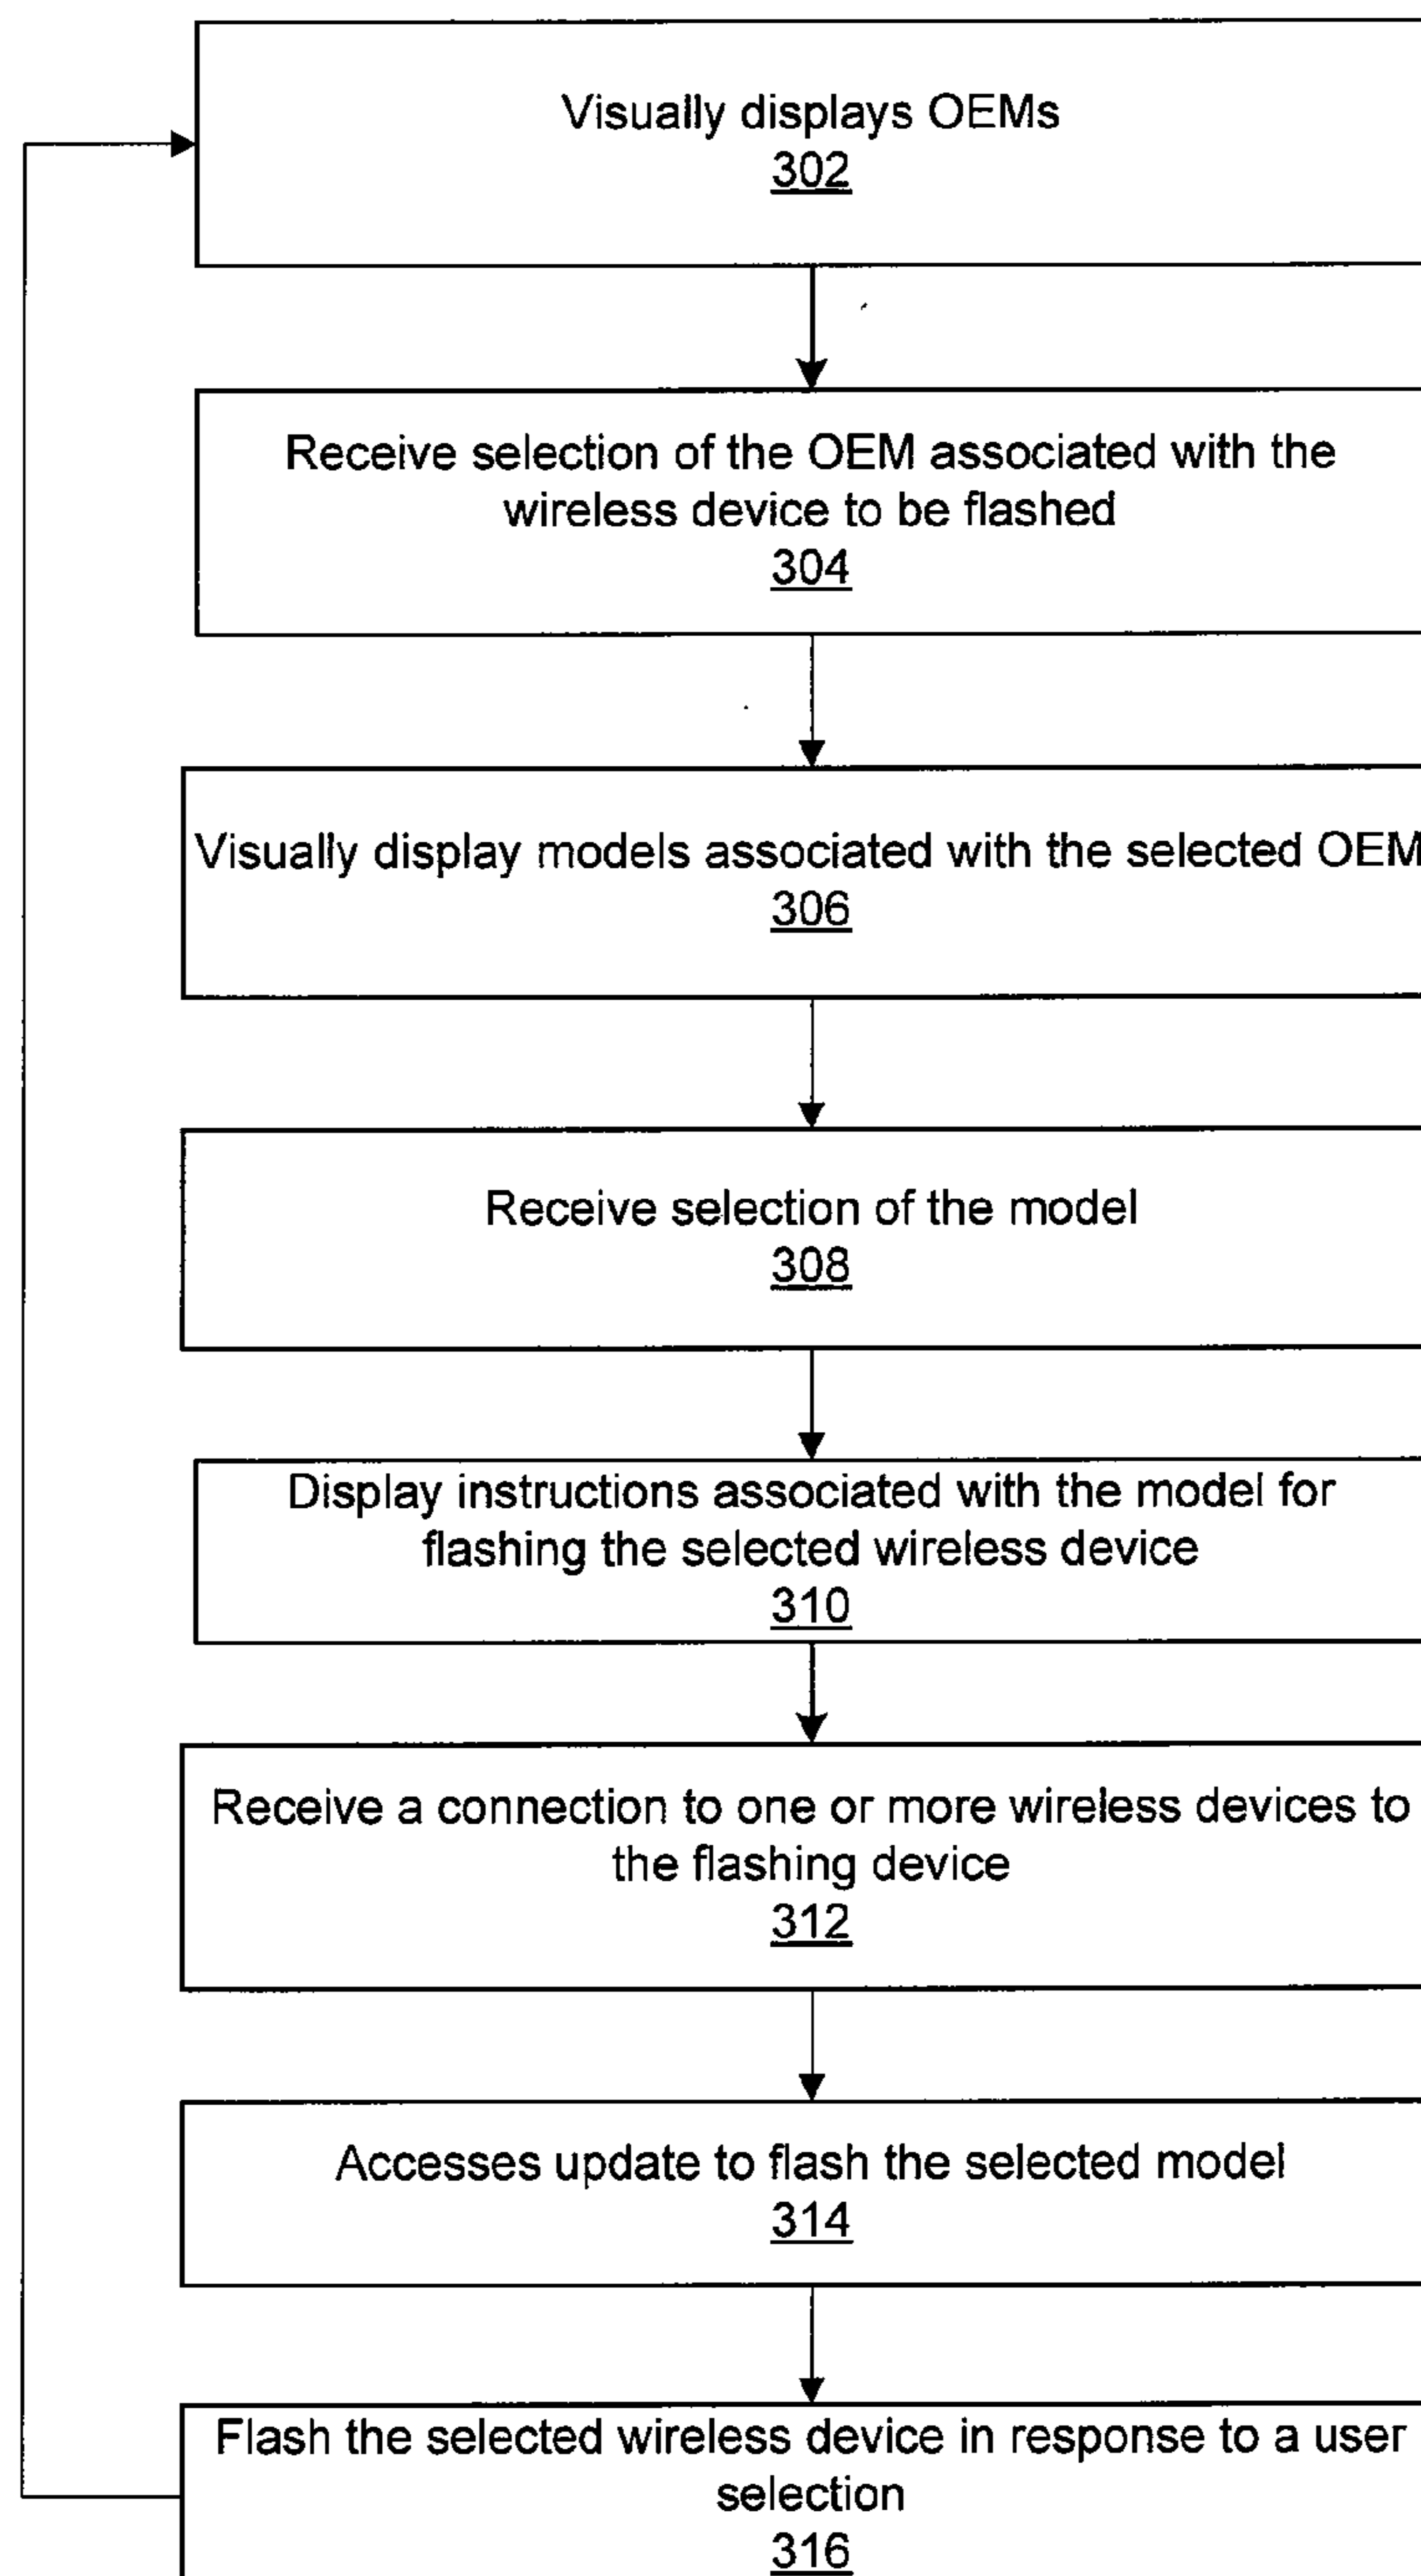 Visually displays OEMs
302
Receive selection of the OEM associated with the
wireless device to be flashed
304
Visually display models associated with the selected OEM
306
Receive selection of the model
308
Display instructions associated with the model for
flashing the selected wireless device
310
Receive a connection to one or more wireless devices to
the flashing device
312
Accesses update to flash the selected model
314
Flash the selected wireless device in response to a user
selection
316